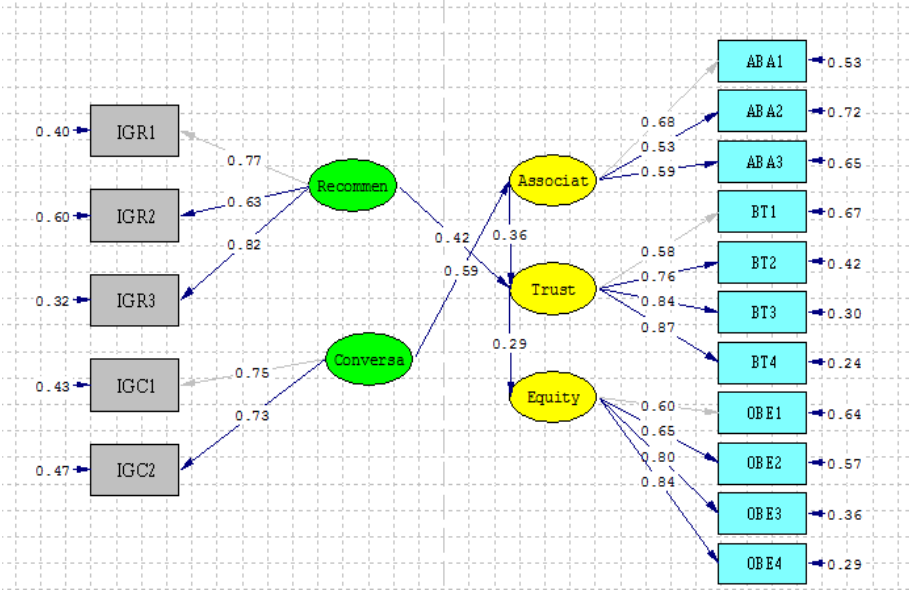 ABA1 0.53
0.68
ABA2 0.72
0.53
0.40 IGR1
0.77
ABA3 0.65
0.59
Recommen
Associat
0.60 IGR2
0.63
BT1 0.67
0.42
0.36
0.58
0.82
BT2 0.42
0.59
0.76
0.32 IGR3
Trust
0.84
BT3 0.30
0.87
0.29
Conversa
BT4 0.24
0.43 IGC1
0.75
Equity
0.60
OBE1 0.64
0.73
0.65
0.80
OBE2 0.57
0.47 IGC2
0.84
OBE3 0.36
OBE4 0.29